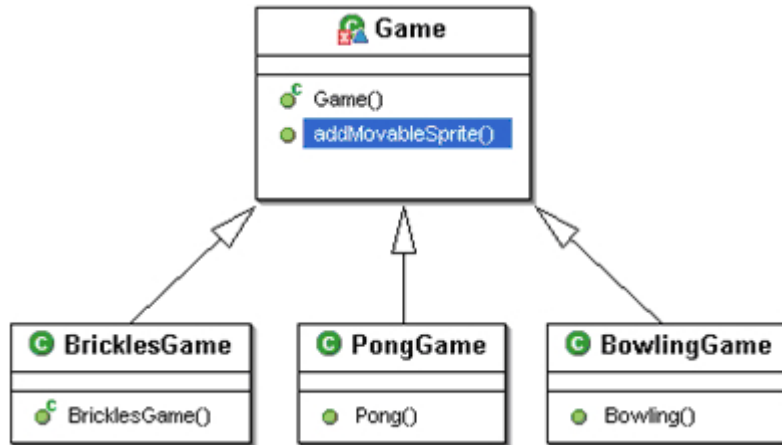 Game
Game()
addMovableSprite()
BricklesGame
PongGame
BowlingGame
BricklesGame()
Pong()
Bowling()